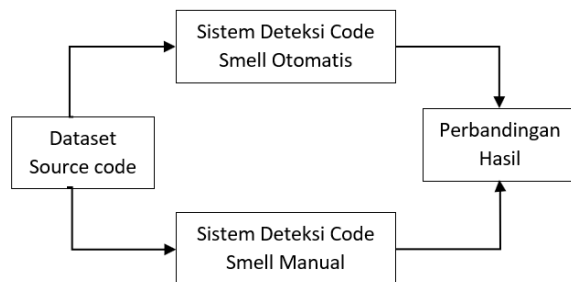 Sistem Deteksi Code
Smell Otomatis
Dataset
Source code
Perbandingan
Hasil
Sistem Deteksi Code
Smell Manual